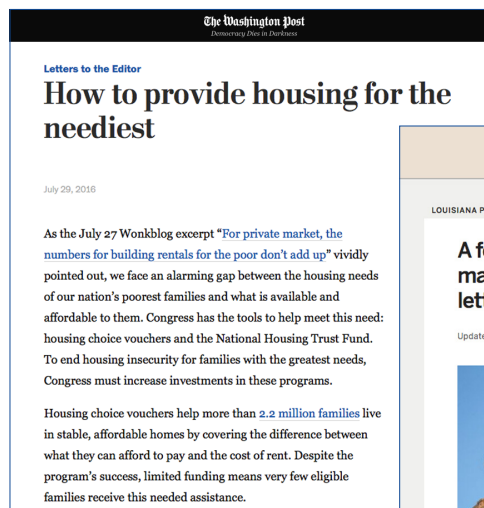 The Washington Post
Democracy Dies in Darkness
Letters to the Editor
How to provide housing for the
neediest
July 29, 2016
As the July 27 Wonkblog excerpt “For private market, the
numbers for building rentals for the poor don’t add up” vividly
pointed out, we face an alarming gap between the housing needs
of our nation’s poorest families and what is available and
affordable to them. Congress has the tools to help meet this need:
housing choice vouchers and the National Housing Trust Fund.
To end housing insecurity for families with the greatest needs,
Congress must increase investments in these programs.
Housing choice vouchers help more than 2.2 million families live
in stable, affordable homes by covering the difference between
what they can afford to pay and the cost of rent. Despite the
program’s success, limited funding means very few eligible
families receive this needed assistance.
LOUISIANA P
A f
ma
let
Update